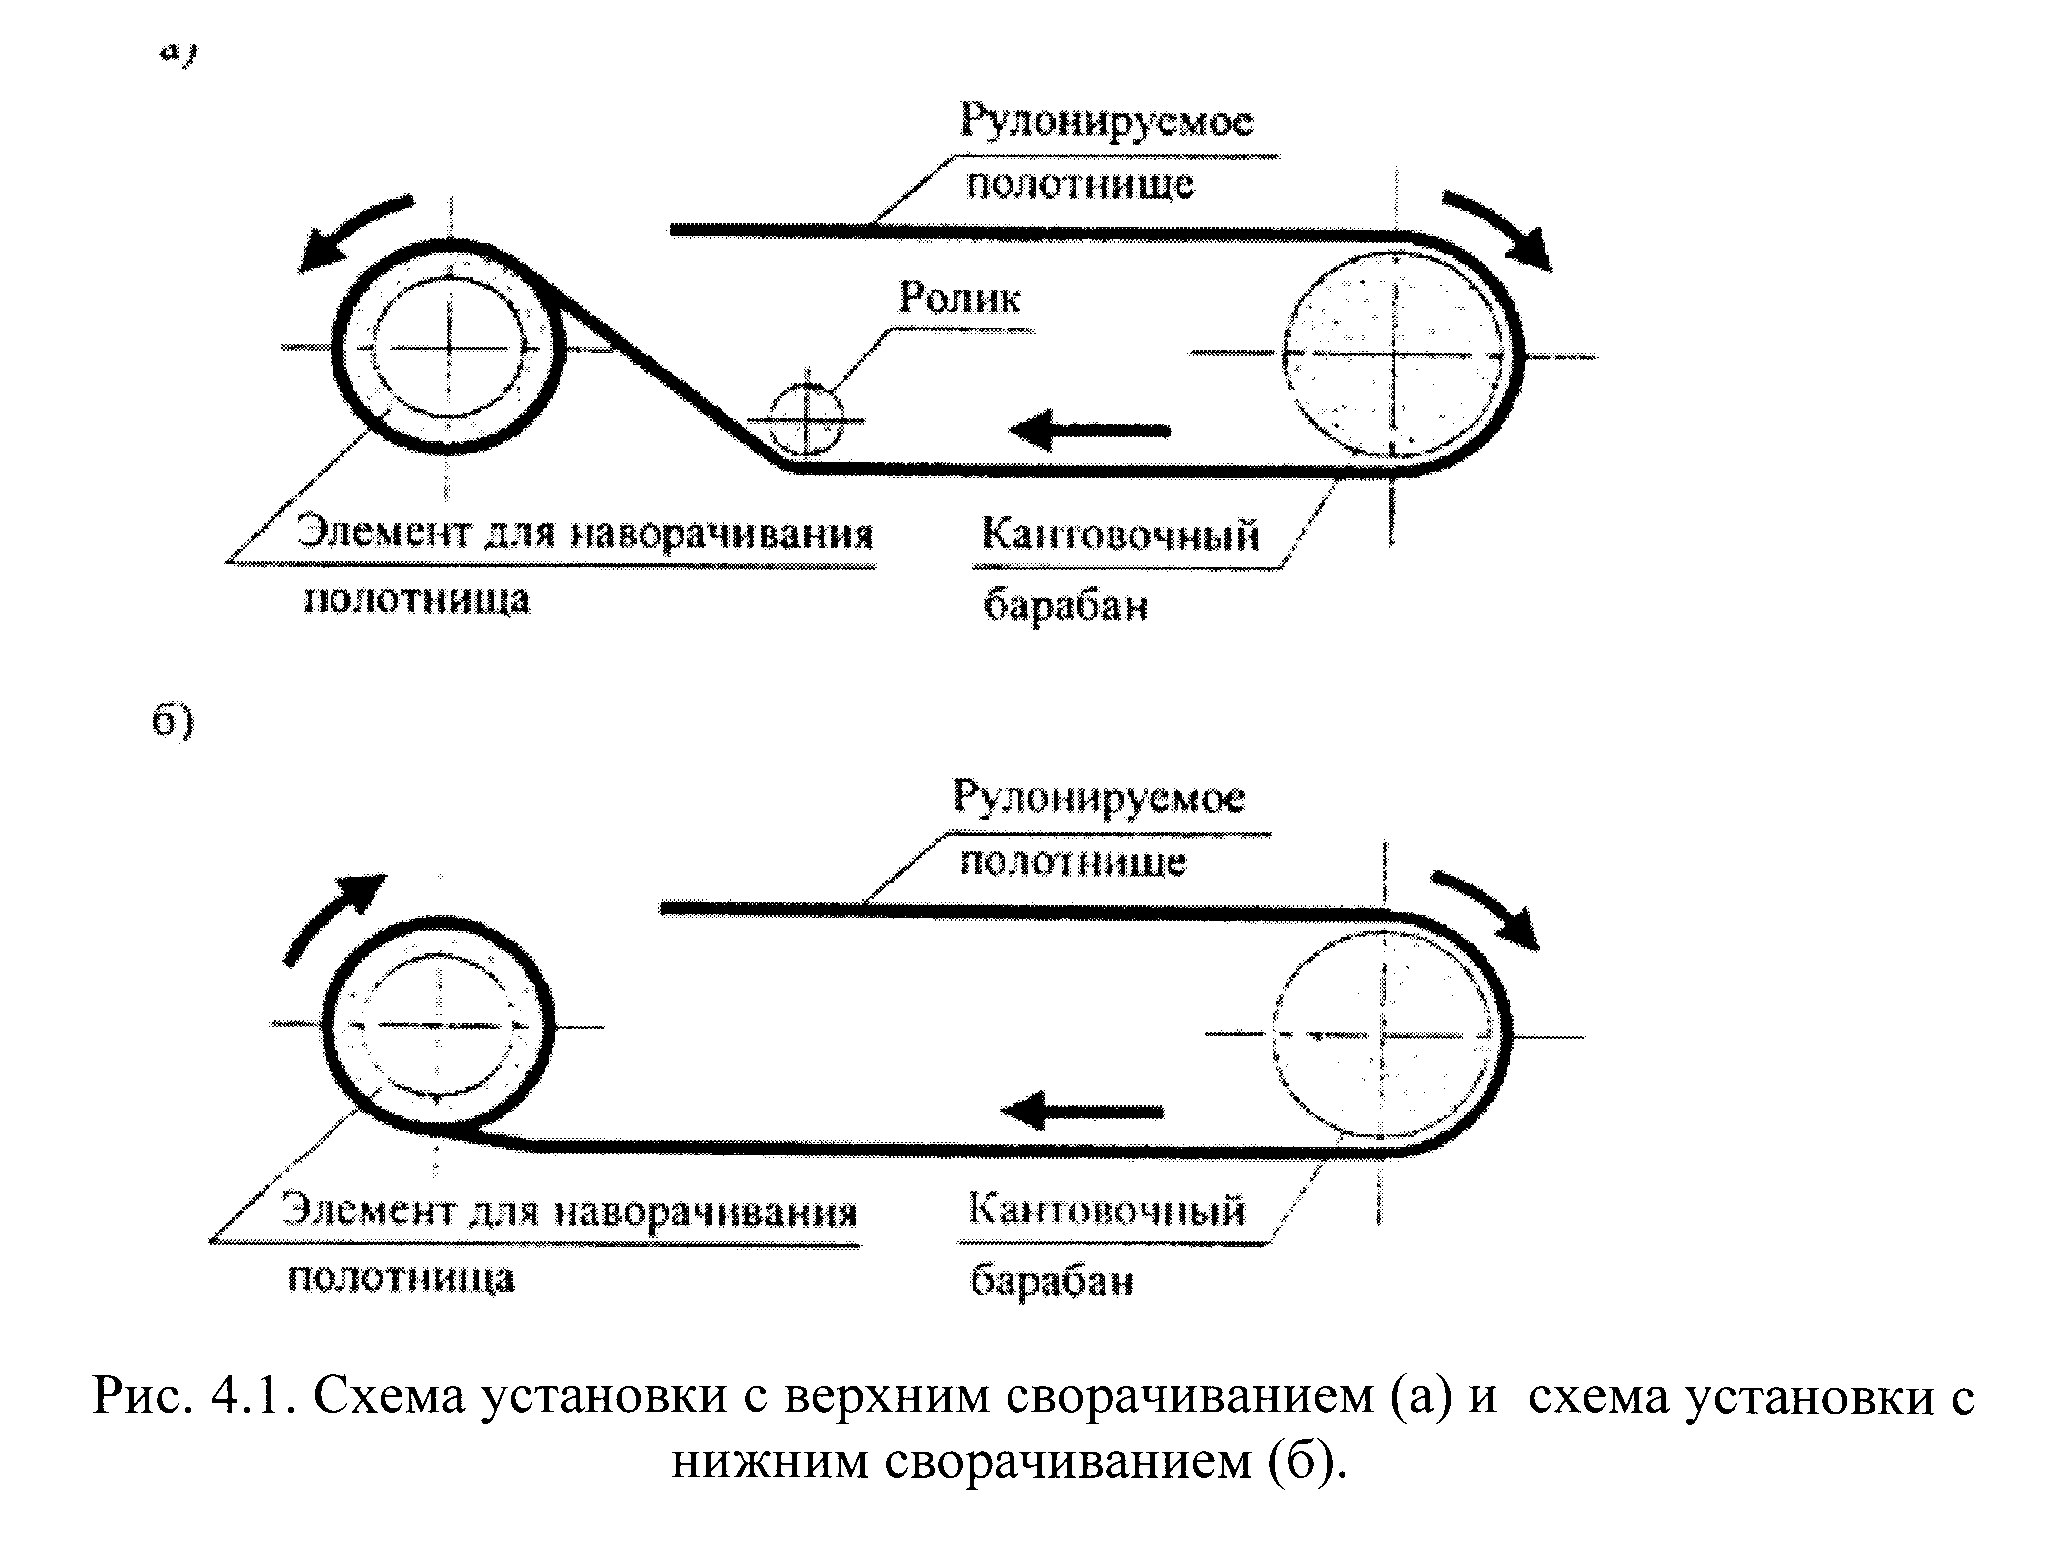 а)
Рулонируемое
полотнище
Ролик
Элемент для наворачивания
полотнища
Кантовочный
барабан
б)
Рулонируемое
полотнище
Элемент для наворачивания
полотнища
Кантовочный
барабан
Рис. 4.1. Схема установки с верхним сворачиванием (а) и схема установки с
нижним сворачиванием (б).